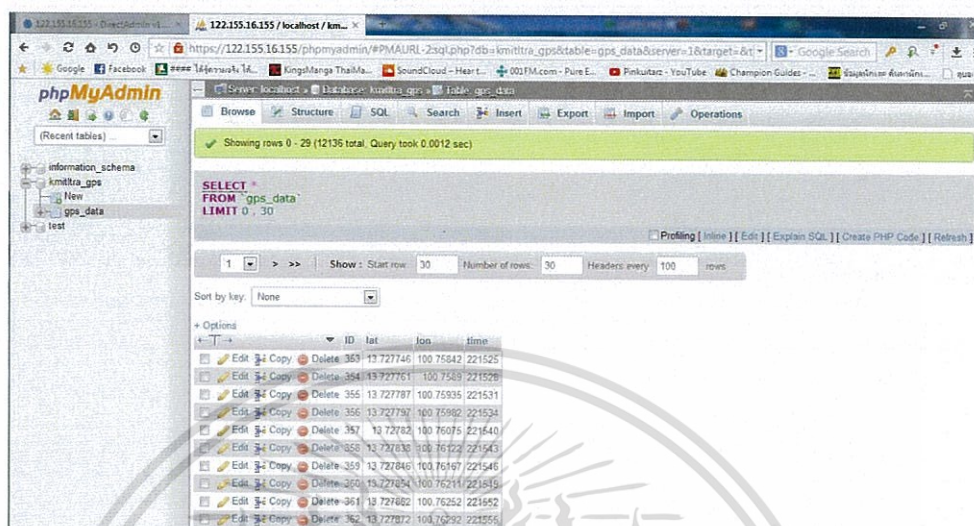 122.155.16.155 - DirectAdmin v1...
122.155.16.155 / localhost / km...
https://122.155.16.155/phpmyadmin/#PMAURL-2:sql.php?db=kmitltra_gps&table=gps_data&server=1&target=&t
Google Search
Google
Facebook
KingsManga ThaiMa...
SoundCloud - Heart...
001FM.com - Pure E...
Pinkuitarz - YouTube
Champion Guides - ...
phpMyAdmin
Server: localhost » Database: kmitltra_gps » Table: gps_data
Browse Structure SQL Search Insert Export Import Operations
(Recent tables) ...
Showing rows 0 - 29 (12136 total, Query took 0.0012 sec)
information_schema
kmitltra_gps
New
gps_data
test
SELECT *
FROM `gps_data`
LIMIT 0 , 30
Profiling [ Inline ] [ Edit ] [ Explain SQL ] [ Create PHP Code ] [ Refresh ]
1 > >> Show : Start row: 30 Number of rows: 30 Headers every 100 rows
Sort by key: None
+ Options
←T→ ID lat lon time
Edit Copy Delete 353 13.727746 100.75842 221525
Edit Copy Delete 354 13.727761 100.7589 221528
Edit Copy Delete 355 13.727787 100.75935 221531
Edit Copy Delete 356 13.727797 100.75982 221534
Edit Copy Delete 357 13.72782 100.76075 221540
Edit Copy Delete 358 13.727838 100.76122 221543
Edit Copy Delete 359 13.727846 100.76167 221546
Edit Copy Delete 360 13.727854 100.76211 221549
Edit Copy Delete 361 13.727862 100.76252 221552
Edit Copy Delete 362 13.727872 100.76292 221555